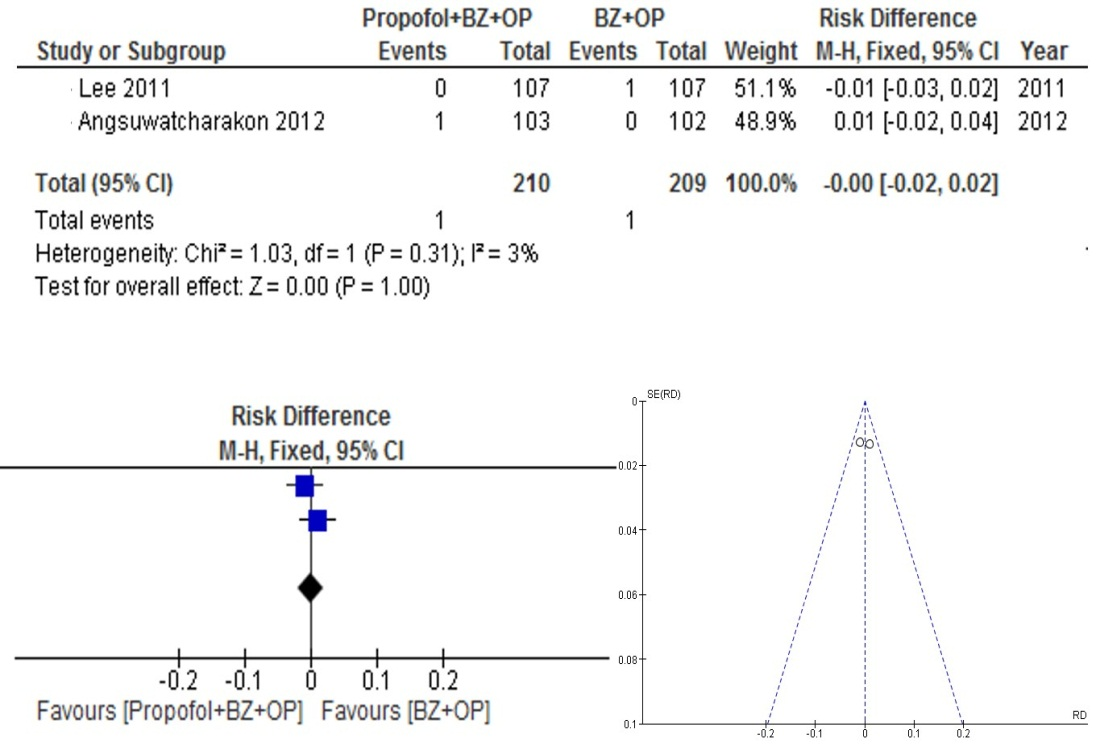 Propofol+BZ+OP BZ+OP Risk Difference
Study or Subgroup Events Total Events Total Weight M-H, Fixed, 95% CI Year
Lee 2011 0 107 1 107 51.1% -0.01 [-0.03, 0.02] 2011
Angsuwatcharakon 2012 1 103 0 102 48.9% 0.01 [-0.02, 0.04] 2012
Total (95% CI) 210 209 100.0% -0.00 [-0.02, 0.02]
Total events 1 1
Heterogeneity: Chi² = 1.03, df = 1 (P = 0.31); I² = 3%
Test for overall effect: Z = 0.00 (P = 1.00)
Risk Difference
M-H, Fixed, 95% CI
-0.2 -0.1 0 0.1 0.2
Favours [Propofol+BZ+OP] Favours [BZ+OP]
SE(RD)
0
0.02
0.04
0.06
0.08
0.1
RD
-0.2 -0.1 0 0.1 0.2